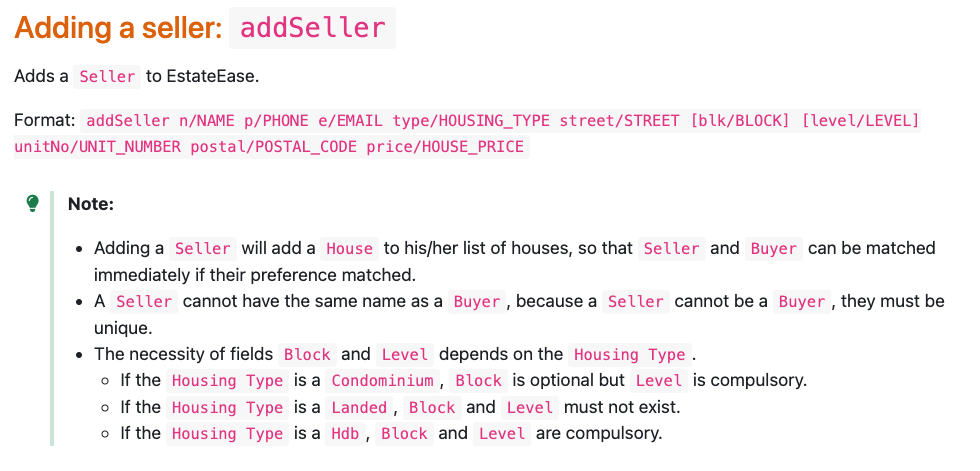 Adding a seller: addSeller
Adds a Seller to EstateEase.
Format: addSeller n/NAME p/PHONE e/EMAIL type/HOUSING_TYPE street/STREET [blk/BLOCK] [level/LEVEL]
unitNo/UNIT_NUMBER postal/POSTAL_CODE price/HOUSE_PRICE
Note:
• Adding a Seller will add a House to his/her list of houses, so that Seller and Buyer can be matched
immediately if their preference matched.
• A Seller cannot have the same name as a Buyer, because a Seller cannot be a Buyer, they must be
unique.
• The necessity of fields Block and Level depends on the Housing Type.
◦ If the Housing Type is a Condominium, Block is optional but Level is compulsory.
◦ If the Housing Type is a Landed, Block and Level must not exist.
◦ If the Housing Type is a Hdb, Block and Level are compulsory.